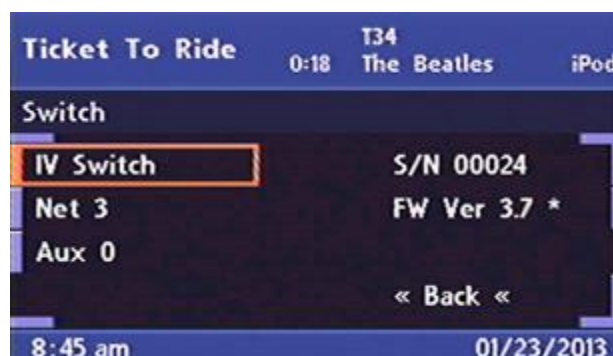 Ticket To Ride
0:18
T34
The Beatles
iPod
Switch
IV Switch
S/N 00024
Net 3
FW Ver 3.7 *
Aux 0
« Back «
8:45 am
01/23/2013